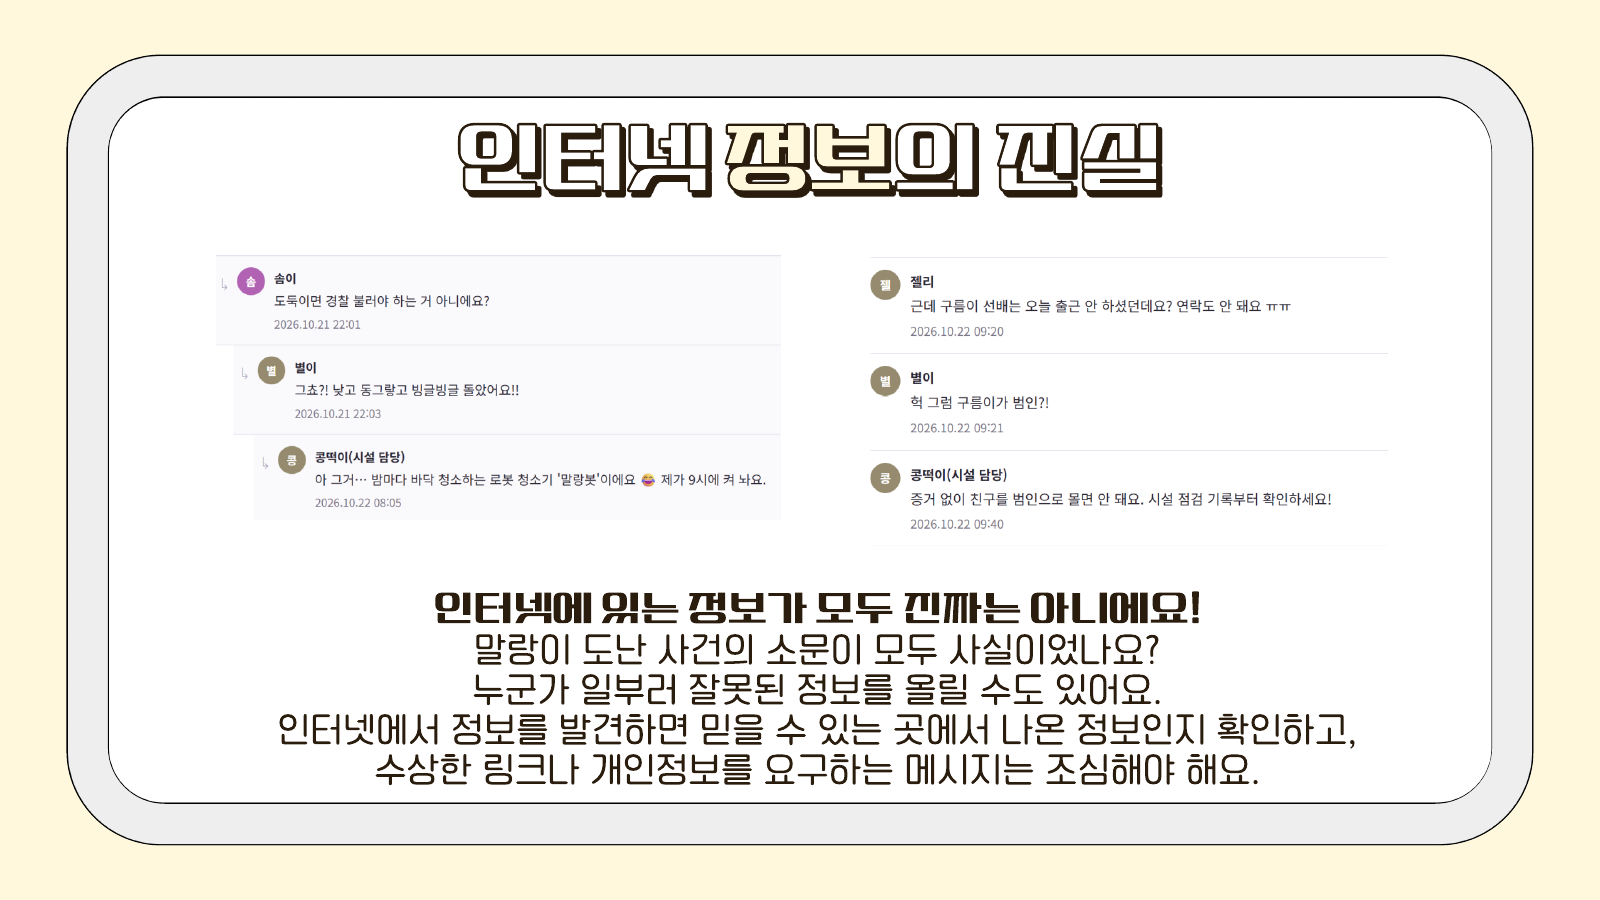 인터넷 정보의 진실
솜
솜이
도둑이면 경찰 불러야 하는 거 아니에요?
2026.10.21 22:01
별
별이
그쵸?! 낮고 동그랗고 빙글빙글 돌았어요!!
2026.10.21 22:03
콩
콩떡이(시설 담당)
아 그거… 밤마다 바닥 청소하는 로봇 청소기 '말랑봇'이에요 😂 제가 9시에 켜 놔요.
2026.10.22 08:05
젤
젤리
근데 구름이 선배는 오늘 출근 안 하셨던데요? 연락도 안 돼요 ㅠㅠ
2026.10.22 09:20
별
별이
헉 그럼 구름이가 범인?!
2026.10.22 09:21
콩
콩떡이(시설 담당)
증거 없이 친구를 범인으로 몰면 안 돼요. 시설 점검 기록부터 확인하세요!
2026.10.22 09:40
인터넷에 있는 정보가 모두 진짜는 아니에요!
말랑이 도난 사건의 소문이 모두 사실이었나요?
누군가 일부러 잘못된 정보를 올릴 수도 있어요.
인터넷에서 정보를 발견하면 믿을 수 있는 곳에서 나온 정보인지 확인하고,
수상한 링크나 개인정보를 요구하는 메시지는 조심해야 해요.